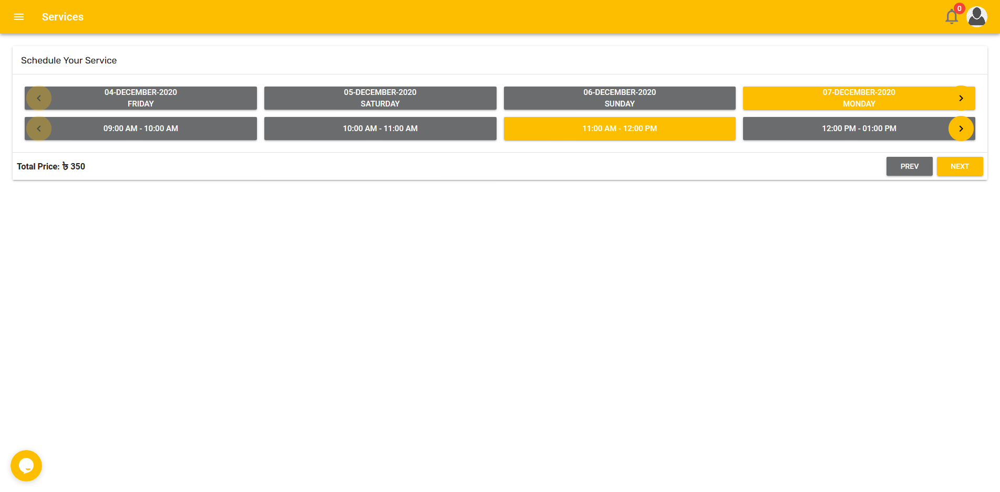 Services
0
Schedule Your Service
04-DECEMBER-2020
FRIDAY
05-DECEMBER-2020
SATURDAY
06-DECEMBER-2020
SUNDAY
07-DECEMBER-2020
MONDAY
09:00 AM - 10:00 AM
10:00 AM - 11:00 AM
11:00 AM - 12:00 PM
12:00 PM - 01:00 PM
Total Price: ৳ 350
PREV
NEXT